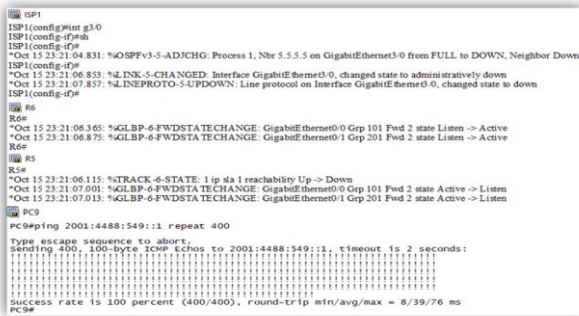 ISP1
ISP1(config)#int g3/0
ISP1(config-if)#sh
ISP1(config-if)#
*Oct 15 23:21:04.831: %OSPFv3-5-ADJCHG: Process 1, Nbr 5.5.5.5 on GigabitEthernet3/0 from FULL to DOWN, Neighbor Down
ISP1(config-if)#
*Oct 15 23:21:06.853: %LINK-5-CHANGED: Interface GigabitEthernet3/0, changed state to administratively down
*Oct 15 23:21:07.857: %LINEPROTO-5-UPDOWN: Line protocol on Interface GigabitEthernet3/0, changed state to down
ISP1(config-if)#
R6
R6#
*Oct 15 23:21:06.365: %GLBP-6-FWDSTATECHANGE: GigabitEthernet0/0 Grp 101 Fwd 2 state Listen -> Active
*Oct 15 23:21:06.875: %GLBP-6-FWDSTATECHANGE: GigabitEthernet0/1 Grp 201 Fwd 2 state Listen -> Active
R6#
R5
R5#
*Oct 15 23:21:06.115: %TRACK-6-STATE: 1 ip sla 1 reachability Up -> Down
*Oct 15 23:21:07.001: %GLBP-6-FWDSTATECHANGE: GigabitEthernet0/0 Grp 101 Fwd 2 state Active -> Listen
*Oct 15 23:21:07.013: %GLBP-6-FWDSTATECHANGE: GigabitEthernet0/1 Grp 201 Fwd 2 state Active -> Listen
PC9
PC9#ping 2001:4488:549::1 repeat 400
Type escape sequence to abort.
Sending 400, 100-byte ICMP Echos to 2001:4488:549::1, timeout is 2 seconds:
!!!!!!!!!!!!!!!!!!!!!!!!!!!!!!!!!!!!!!!!!!!!!!!!!!!!!!!!!!!!!!!!!!!!!!
!!!!!!!!!!!!!!!!!!!!!!!!!!!!!!!!!!!!!!!!!!!!!!!!!!!!!!!!!!!!!!!!!!!!!!
!!!!!!!!!!!!!!!!!!!!!!!!!!!!!!!!!!!!!!!!!!!!!!!!!!!!!!!!!!!!!!!!!!!!!!
!!!!!!!!!!!!!!!!!!!!!!!!!!!!!!!!!!!!!!!!!!!!!!!!!!!!!!!!!!!!!!!!!!!!!!
!!!!!!!!!!!!!!!!!!!!!!!!!!!!!!!!!!!!!!!!!!!!!!!!!!!!!!!!!!!!!!!!!!!!!!
!!!!!!!!!!!!!!!!!!!!!!!!!!!!!!!!!!!!!!!!!!!!!!!!!!
Success rate is 100 percent (400/400), round-trip min/avg/max = 8/39/76 ms
PC9#